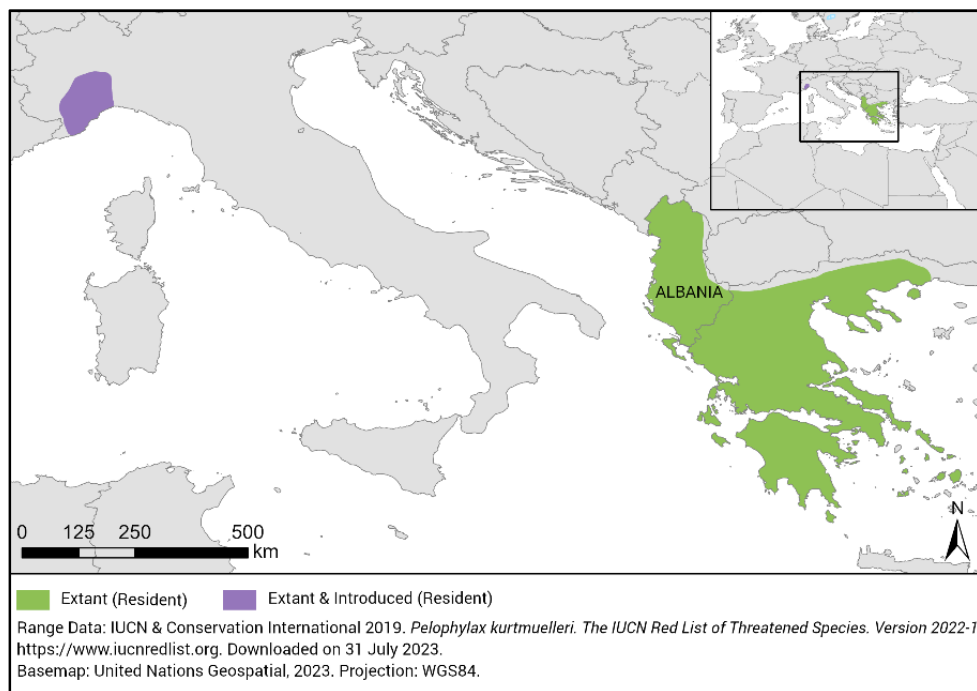 ALBANIA
N
0 125 250 500
km
Extant (Resident) Extant & Introduced (Resident)
Range Data: IUCN & Conservation International 2019. Pelophylax kurtmuelleri. The IUCN Red List of Threatened Species. Version 2022-1
https://www.iucnredlist.org. Downloaded on 31 July 2023.
Basemap: United Nations Geospatial, 2023. Projection: WGS84.